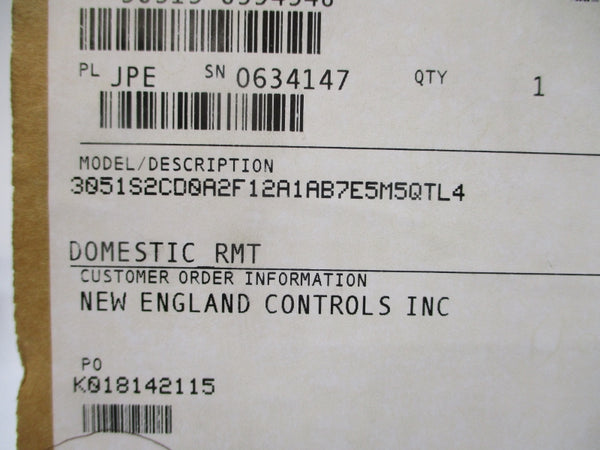 PL JPE SN 0634147 QTY 1
MODEL/DESCRIPTION
3051S2CD0A2F12A1AB7E5M5QTL4
DOMESTIC RMT
CUSTOMER ORDER INFORMATION
NEW ENGLAND CONTROLS INC
PO
K018142115